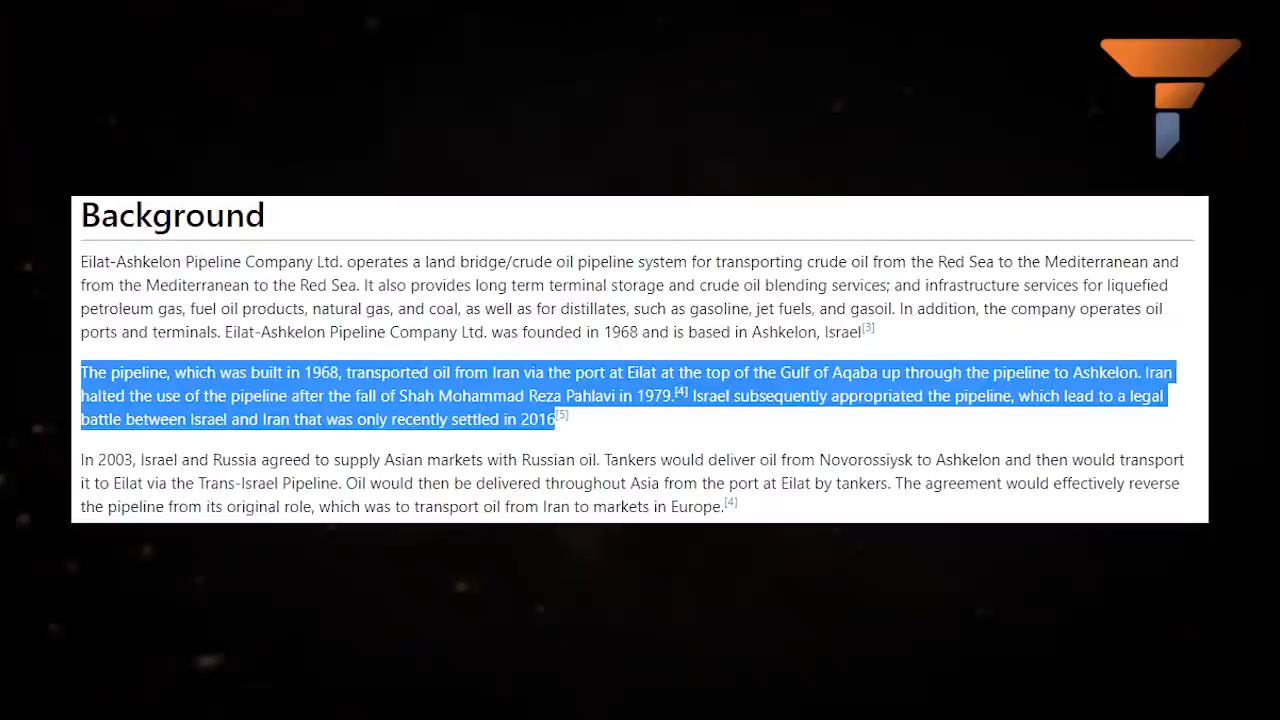 Background
Eilat-Ashkelon Pipeline Company Ltd. operates a land bridge/crude oil pipeline system for transporting crude oil from the Red Sea to the Mediterranean and
from the Mediterranean to the Red Sea. It also provides long term terminal storage and crude oil blending services; and infrastructure services for liquefied
petroleum gas, fuel oil products, natural gas, and coal, as well as for distillates, such as gasoline, jet fuels, and gasoil. In addition, the company operates oil
ports and terminals. Eilat-Ashkelon Pipeline Company Ltd. was founded in 1968 and is based in Ashkelon, Israel[3]
The pipeline, which was built in 1968, transported oil from Iran via the port at Eilat at the top of the Gulf of Aqaba up through the pipeline to Ashkelon. Iran
halted the use of the pipeline after the fall of Shah Mohammad Reza Pahlavi in 1979.[4] Israel subsequently appropriated the pipeline, which lead to a legal
battle between Israel and Iran that was only recently settled in 2016[5]
In 2003, Israel and Russia agreed to supply Asian markets with Russian oil. Tankers would deliver oil from Novorossiysk to Ashkelon and then would transport
it to Eilat via the Trans-Israel Pipeline. Oil would then be delivered throughout Asia from the port at Eilat by tankers. The agreement would effectively reverse
the pipeline from its original role, which was to transport oil from Iran to markets in Europe.[4]